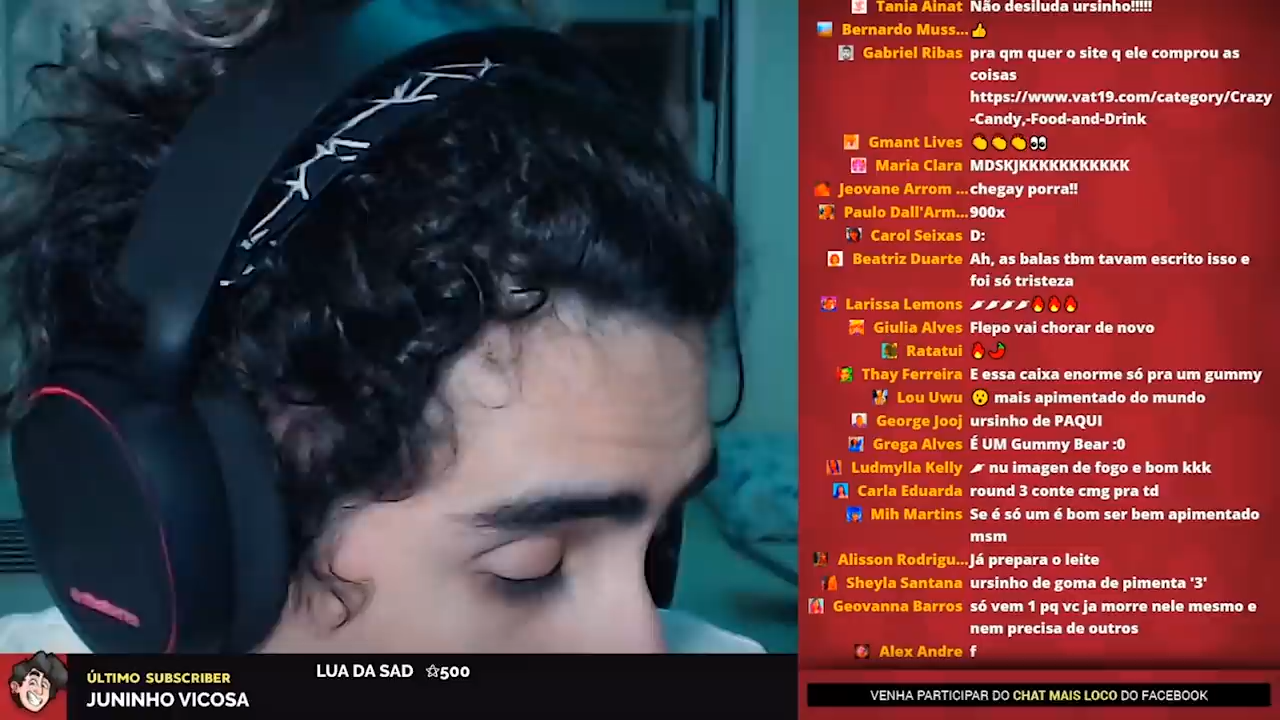 Tania Ainat Não desiluda ursinho!!!!!
Bernardo Muss...👍
Gabriel Ribas pra qm quer o site q ele comprou as
coisas
https://www.vat19.com/category/Crazy
-Candy,-Food-and-Drink
Gmant Lives 👏👏👏👀
Maria Clara MDSKJKKKKKKKKKKK
Jeovane Arrom ...chegay porra!!
Paulo Dall'Arm...900x
Carol Seixas D:
Beatriz Duarte Ah, as balas tbm tavam escrito isso e
foi só tristeza
Larissa Lemons 🌶🌶🌶🌶🔥🔥🔥
Giulia Alves Flepo vai chorar de novo
Ratatui 🔥🌶
Thay Ferreira E essa caixa enorme só pra um gummy
Lou Uwu 😮 mais apimentado do mundo
George Jooj ursinho de PAQUI
Grega Alves É UM Gummy Bear :0
Ludmylla Kelly 🌶 nu imagen de fogo e bom kkk
Carla Eduarda round 3 conte cmg pra td
Mih Martins Se é só um é bom ser bem apimentado
msm
Alisson Rodrigu...Já prepara o leite
Sheyla Santana ursinho de goma de pimenta '3'
Geovanna Barros só vem 1 pq vc ja morre nele mesmo e
nem precisa de outros
Alex Andre f
ÚLTIMO SUBSCRIBER
JUNINHO VICOSA
LUA DA SAD ☆500
VENHA PARTICIPAR DO CHAT MAIS LOCO DO FACEBOOK